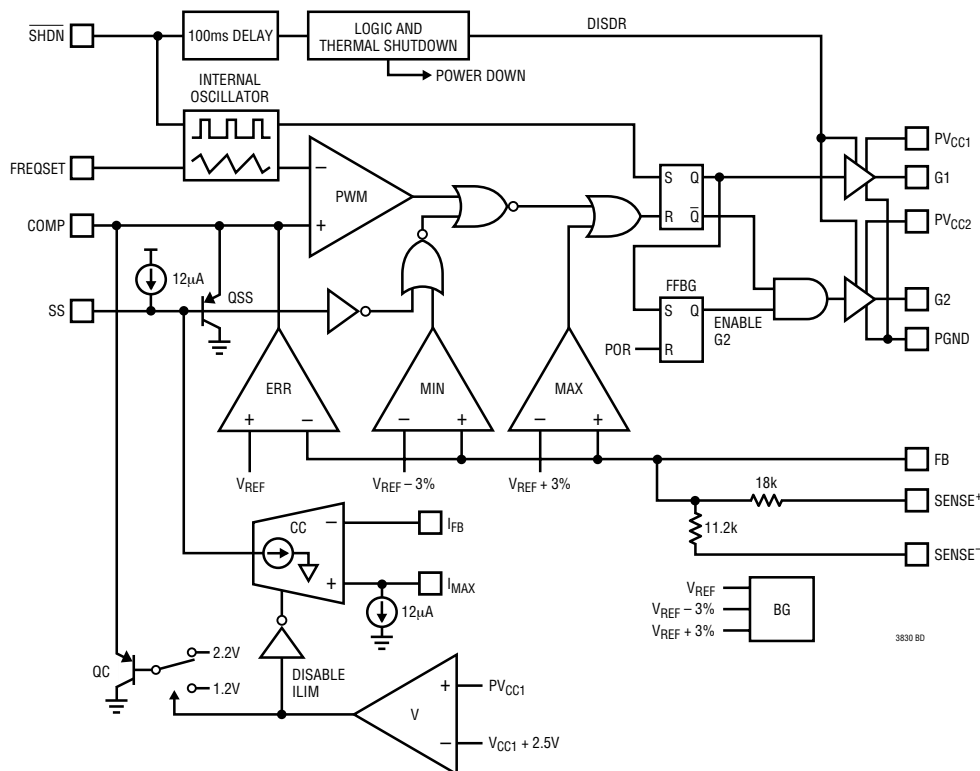 SHDN
100ms DELAY
LOGIC AND
THERMAL SHUTDOWN
DISDR
POWER DOWN
INTERNAL
OSCILLATOR
PVCC1
FREQSET
–
PWM
S Q
R Q
G1
COMP
+
PVCC2
12µA
QSS
SS
FFBG
S Q
ENABLE
G2
POR
R
G2
PGND
ERR
MIN
MAX
+ –
– +
– +
VREF
VREF – 3%
VREF + 3%
FB
18k
SENSE+
11.2k
SENSE–
CC
–
IFB
+
IMAX
12µA
VREF
VREF – 3%
VREF + 3%
BG
3830 BD
QC
2.2V
1.2V
DISABLE
ILIM
V
+
PVCC1
–
VCC1 + 2.5V